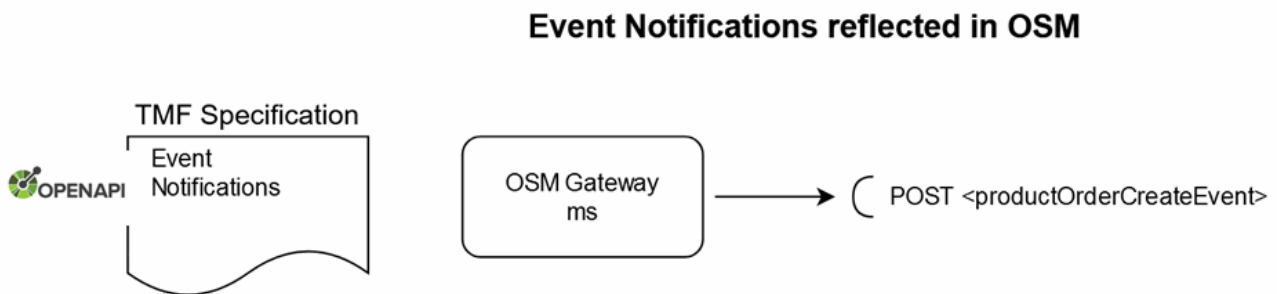 Event Notifications reflected in OSM
TMF Specification
Event
Notifications
OPENAPI
OSM Gateway
ms
POST <productOrderCreateEvent>